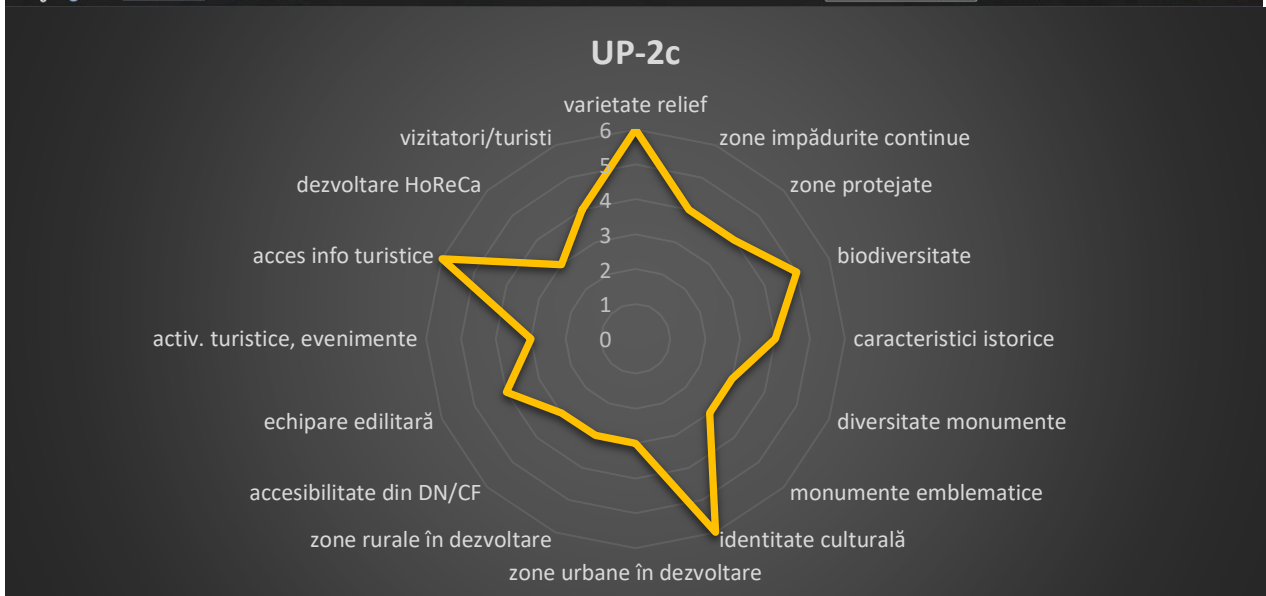 UP-2c
varietate relief
zone impădurite continue
zone protejate
biodiversitate
caracteristici istorice
diversitate monumente
monumente emblematice
identitate culturală
zone urbane în dezvoltare
zone rurale în dezvoltare
accesibilitate din DN/CF
echipare edilitară
activ. turistice, evenimente
acces info turistice
dezvoltare HoReCa
vizitatori/turisti
6
5
4
3
2
1
0